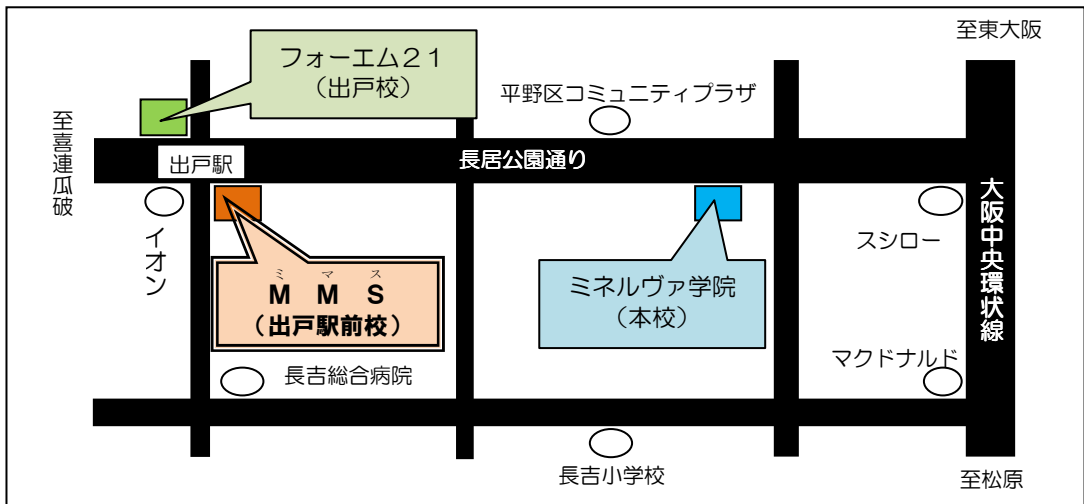 至東大阪
フォーエム２１
（出戸校）
平野区コミュニティプラザ
至喜連瓜破
出戸駅
長居公園通り
イオン
ミ マ ス
ＭＭＳ
（出戸駅前校）
ミネルヴァ学院
（本校）
スシロー
大阪中央環状線
長吉総合病院
マクドナルド
長吉小学校
至松原